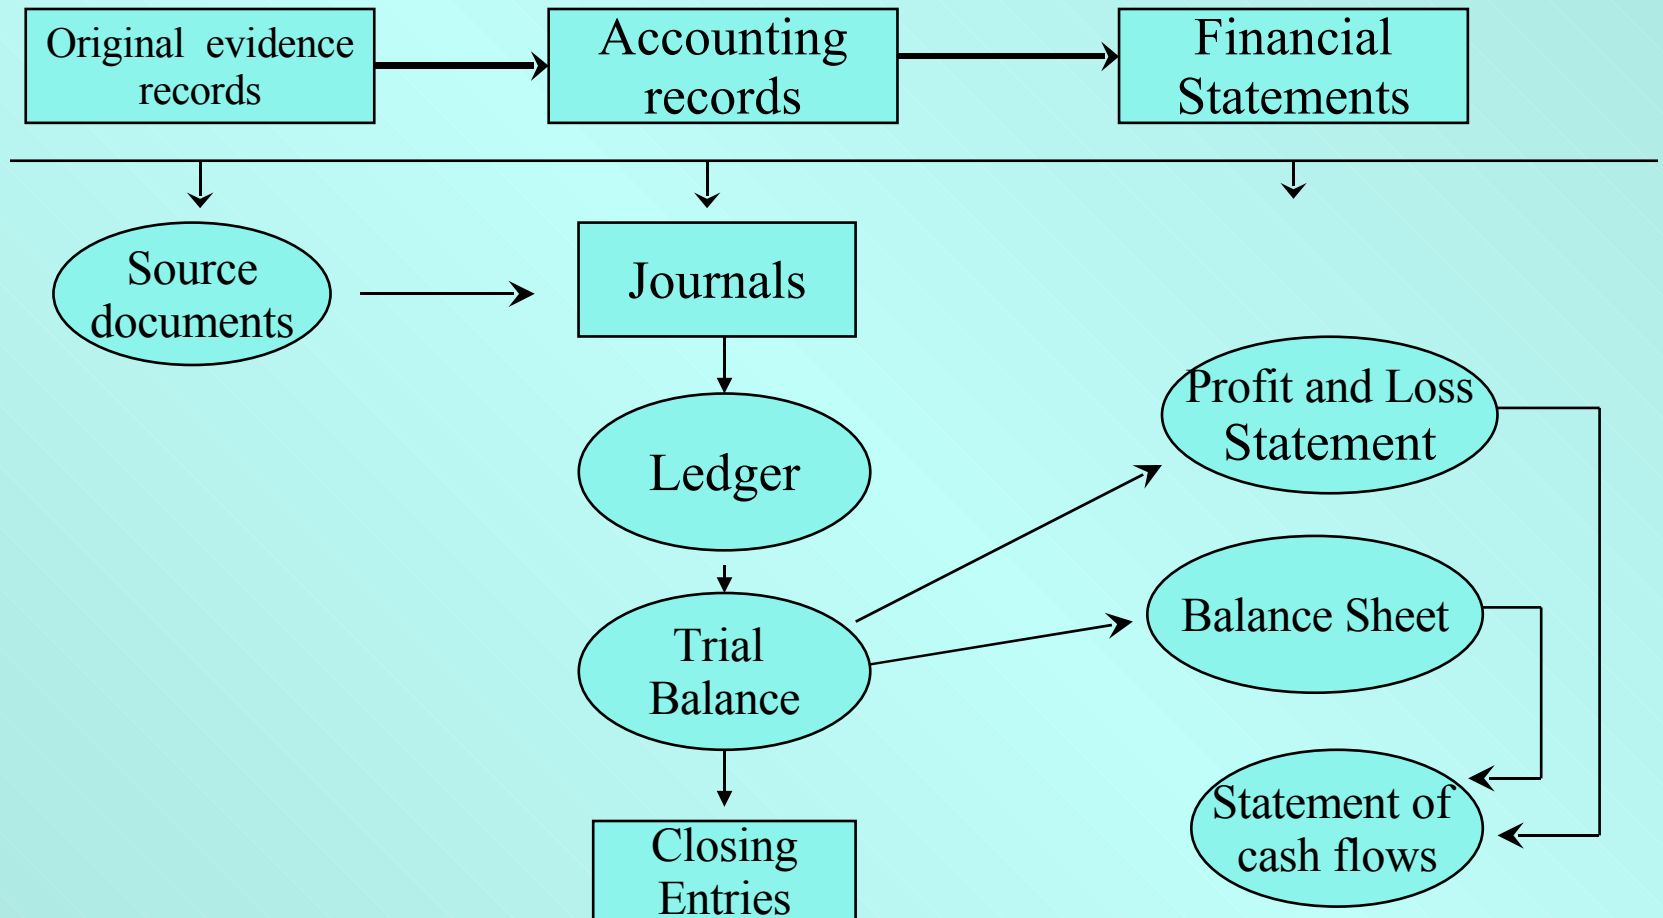 Original evidence
records
Accounting
records
Financial
Statements
Source
documents
Journals
Ledger
Trial
Balance
Closing
Entries
Profit and Loss
Statement
Balance Sheet
Statement of
cash flows